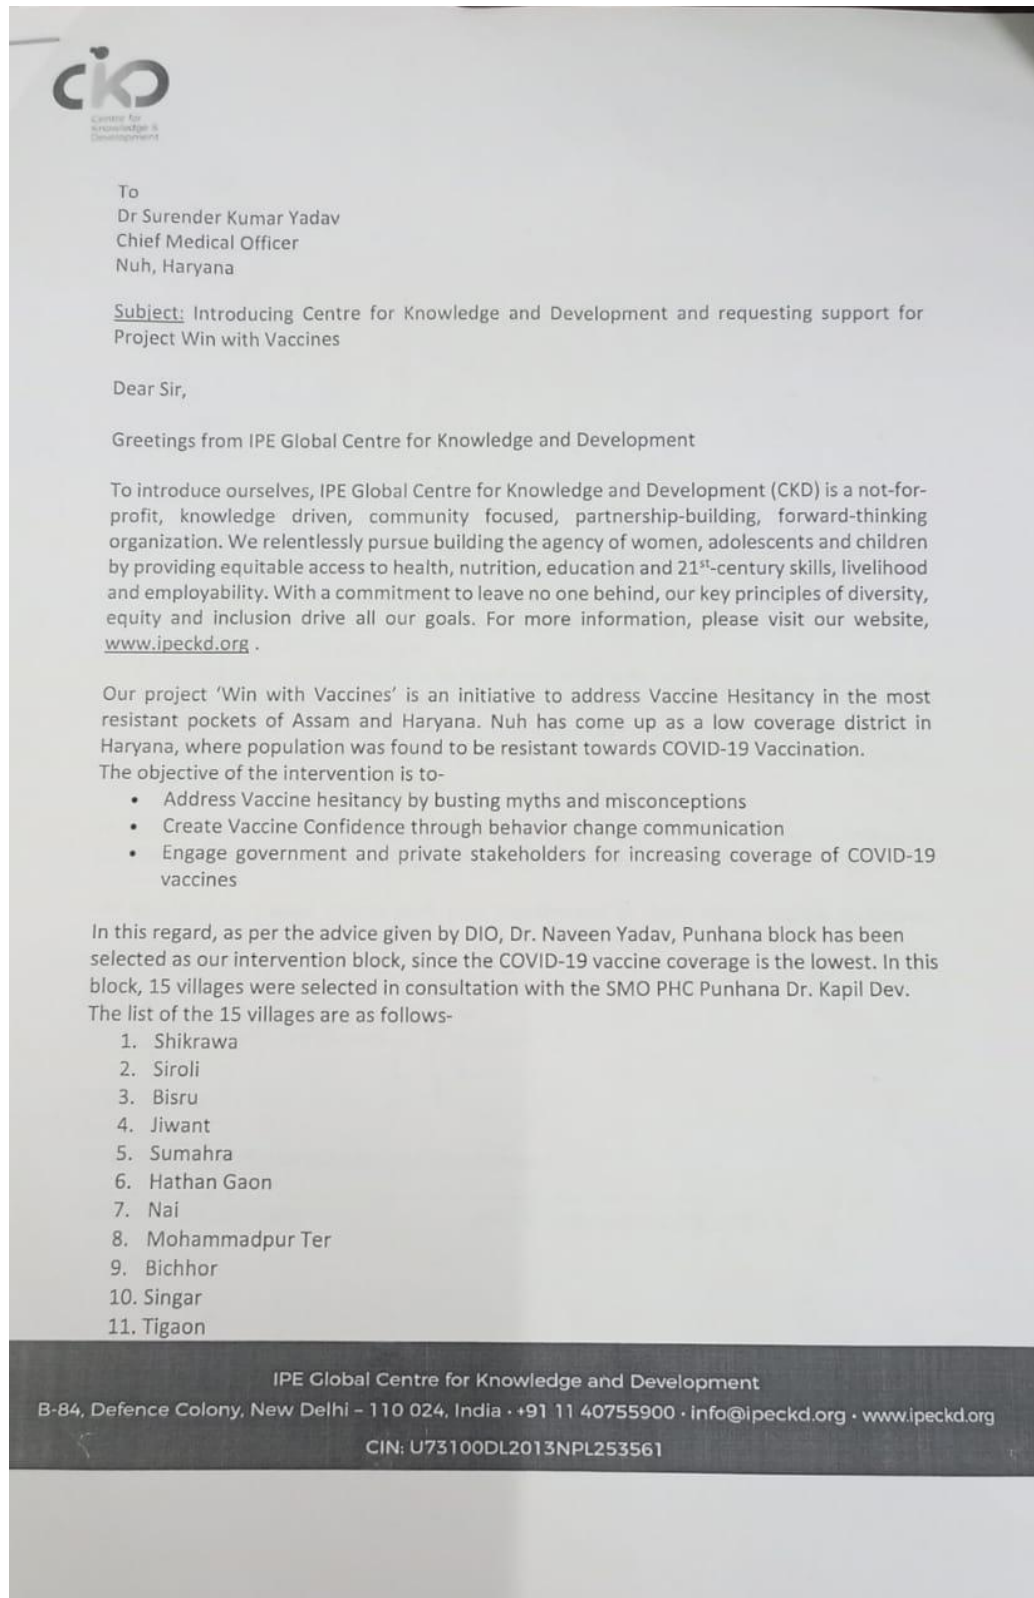 CKD
Centre for
Knowledge &
Development
To
Dr Surender Kumar Yadav
Chief Medical Officer
Nuh, Haryana
Subject: Introducing Centre for Knowledge and Development and requesting support for
Project Win with Vaccines
Dear Sir,
Greetings from IPE Global Centre for Knowledge and Development
To introduce ourselves, IPE Global Centre for Knowledge and Development (CKD) is a not-for-
profit, knowledge driven, community focused, partnership-building, forward-thinking
organization. We relentlessly pursue building the agency of women, adolescents and children
by providing equitable access to health, nutrition, education and 21st-century skills, livelihood
and employability. With a commitment to leave no one behind, our key principles of diversity,
equity and inclusion drive all our goals. For more information, please visit our website,
www.ipeckd.org .
Our project ‘Win with Vaccines’ is an initiative to address Vaccine Hesitancy in the most
resistant pockets of Assam and Haryana. Nuh has come up as a low coverage district in
Haryana, where population was found to be resistant towards COVID-19 Vaccination.
The objective of the intervention is to-
• Address Vaccine hesitancy by busting myths and misconceptions
• Create Vaccine Confidence through behavior change communication
• Engage government and private stakeholders for increasing coverage of COVID-19
vaccines
In this regard, as per the advice given by DIO, Dr. Naveen Yadav, Punhana block has been
selected as our intervention block, since the COVID-19 vaccine coverage is the lowest. In this
block, 15 villages were selected in consultation with the SMO PHC Punhana Dr. Kapil Dev.
The list of the 15 villages are as follows-
1. Shikrawa
2. Siroli
3. Bisru
4. Jiwant
5. Sumahra
6. Hathan Gaon
7. Nai
8. Mohammadpur Ter
9. Bichhor
10. Singar
11. Tigaon
IPE Global Centre for Knowledge and Development
B-84, Defence Colony, New Delhi – 110 024, India · +91 11 40755900 · info@ipeckd.org · www.ipeckd.org
CIN: U73100DL2013NPL253561